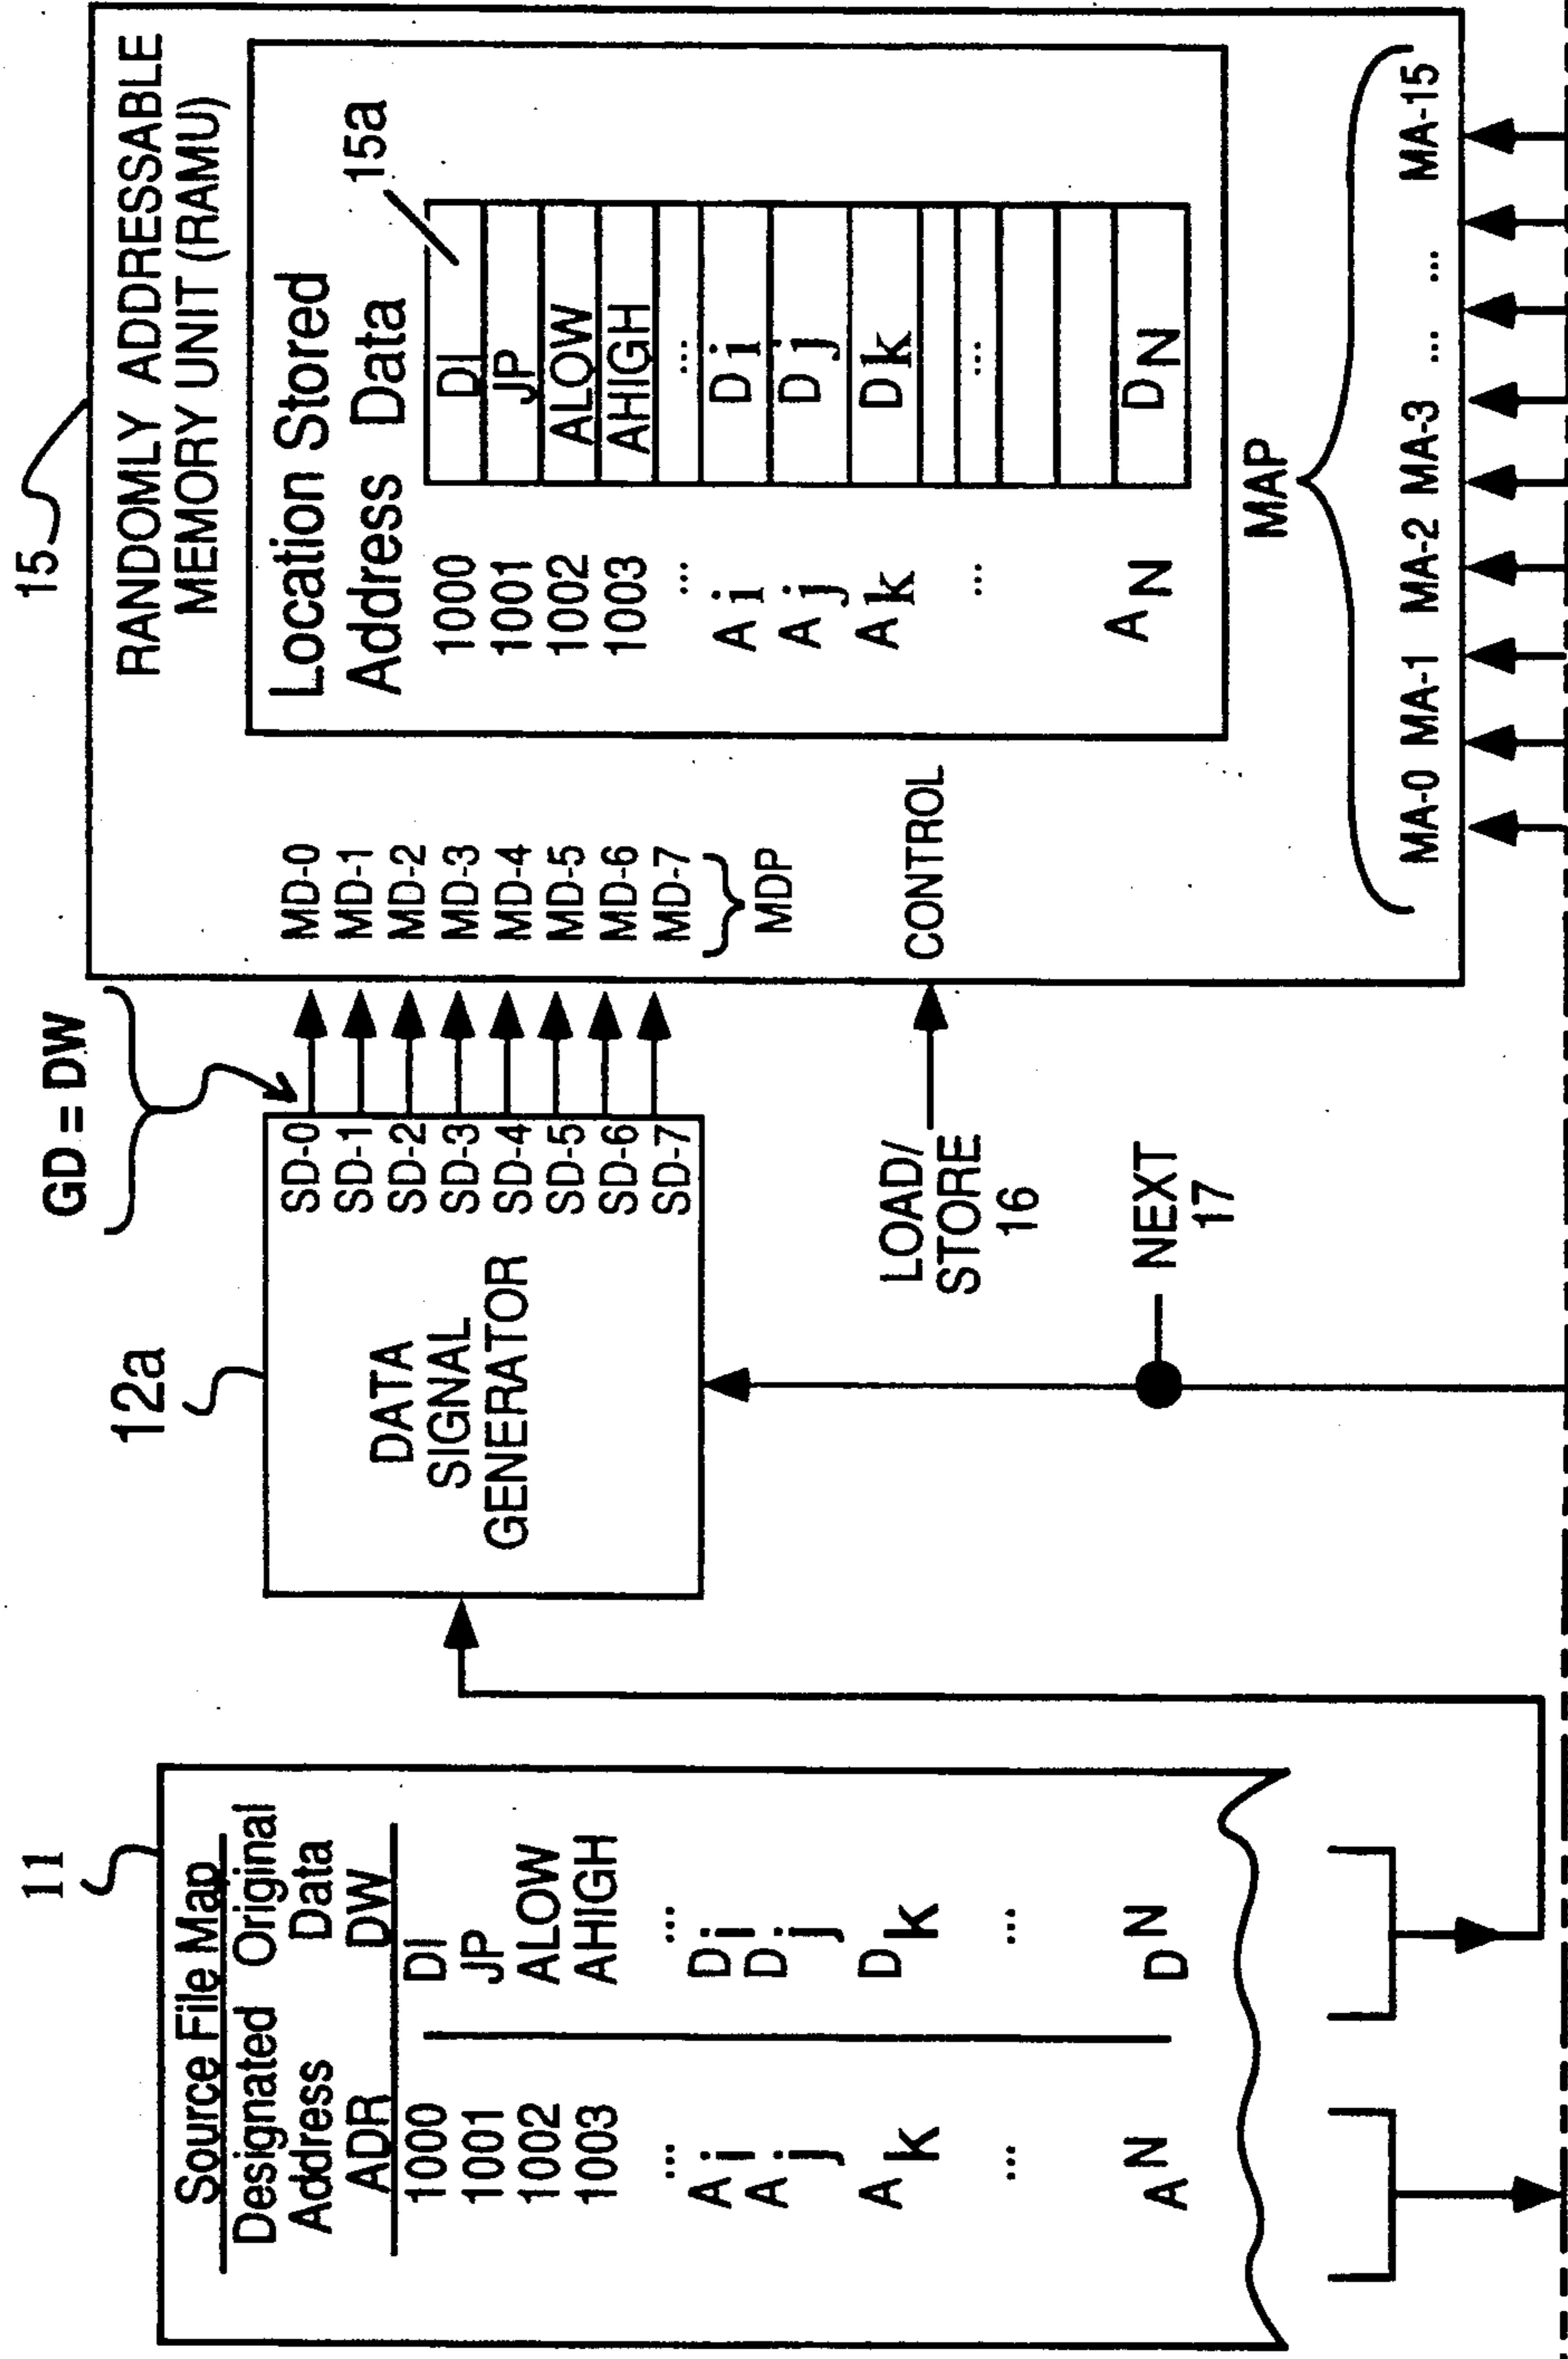 11
Source File Map
Designated Original
Address Data
ADR DW
1000 DI
1001 JP
1002 ALOW
1003 AHIGH
... ...
Ai Di
Aj Dj
Ak Dk
... ...
AN DN
12a
DATA
SIGNAL
GENERATOR
SD-0
SD-1
SD-2
SD-3
SD-4
SD-5
SD-6
SD-7
GD = DW
LOAD/
STORE
16
NEXT
17
15
RANDOMLY ADDRESSABLE
MEMORY UNIT (RAMU)
MD-0
MD-1
MD-2
MD-3
MD-4
MD-5
MD-6
MD-7
MDP
CONTROL
Location Stored
Address Data
15a
1000 DI
1001 JP
1002 ALOW
1003 AHIGH
... ...
Ai Di
Aj Dj
Ak Dk
... ...
AN DN
MAP
MA-0 MA-1 MA-2 MA-3 ... ... MA-15